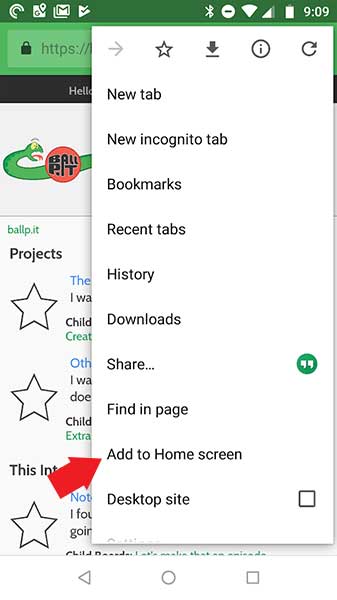 9:09
https://
Hello
New tab
BALL
P.IT
New incognito tab
Bookmarks
ballp.it
Recent tabs
Projects
History
The
I wa
Downloads
Child
Creat
Share...
Oth
I wa
doe
Find in page
Child
Extra
Add to Home screen
This Int
Note
Desktop site
I fou
goin
Settings
Child Boards: Let's make that an episode